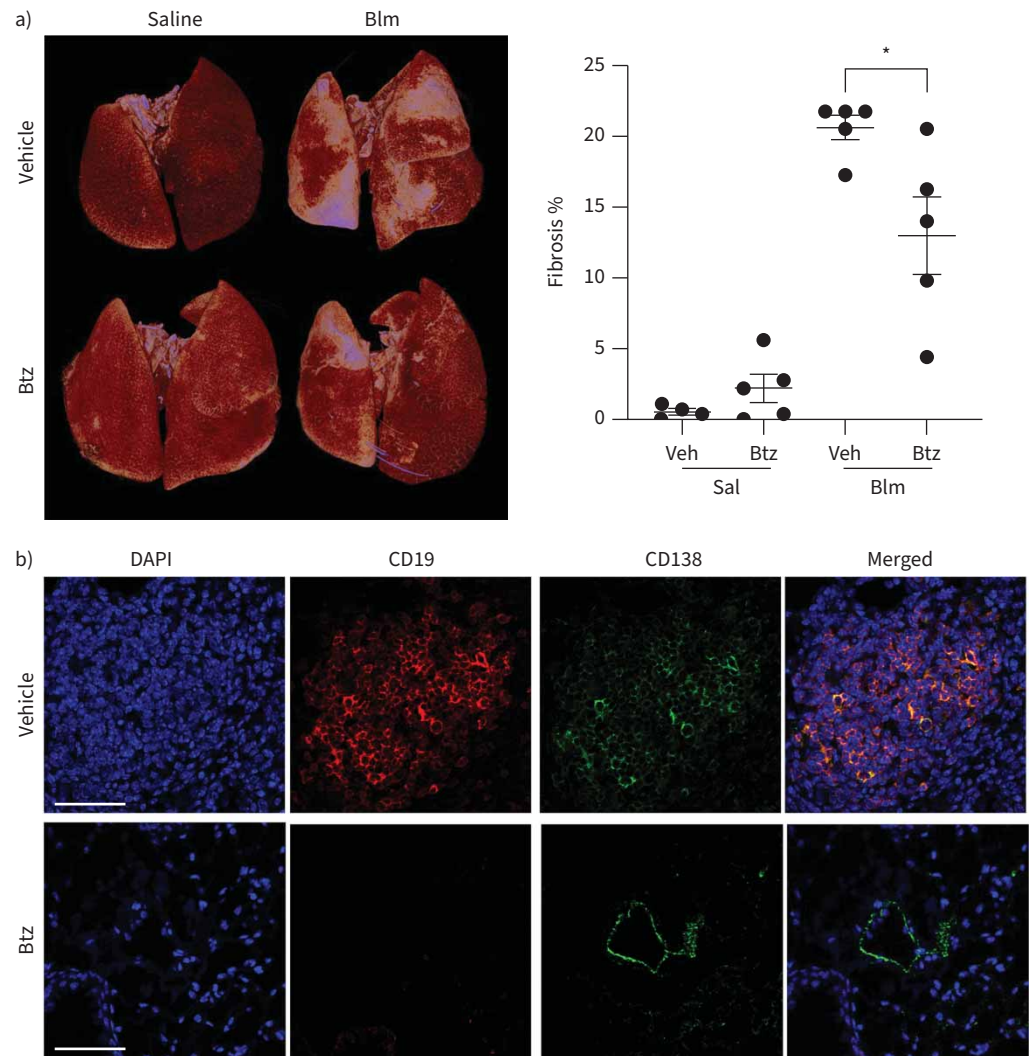 a)
Saline Blm
Vehicle
Btz
*
Fibrosis %
25
20
15
10
5
0
Veh Btz Veh Btz
Sal Blm
b)
DAPI CD19 CD138 Merged
Vehicle
Btz